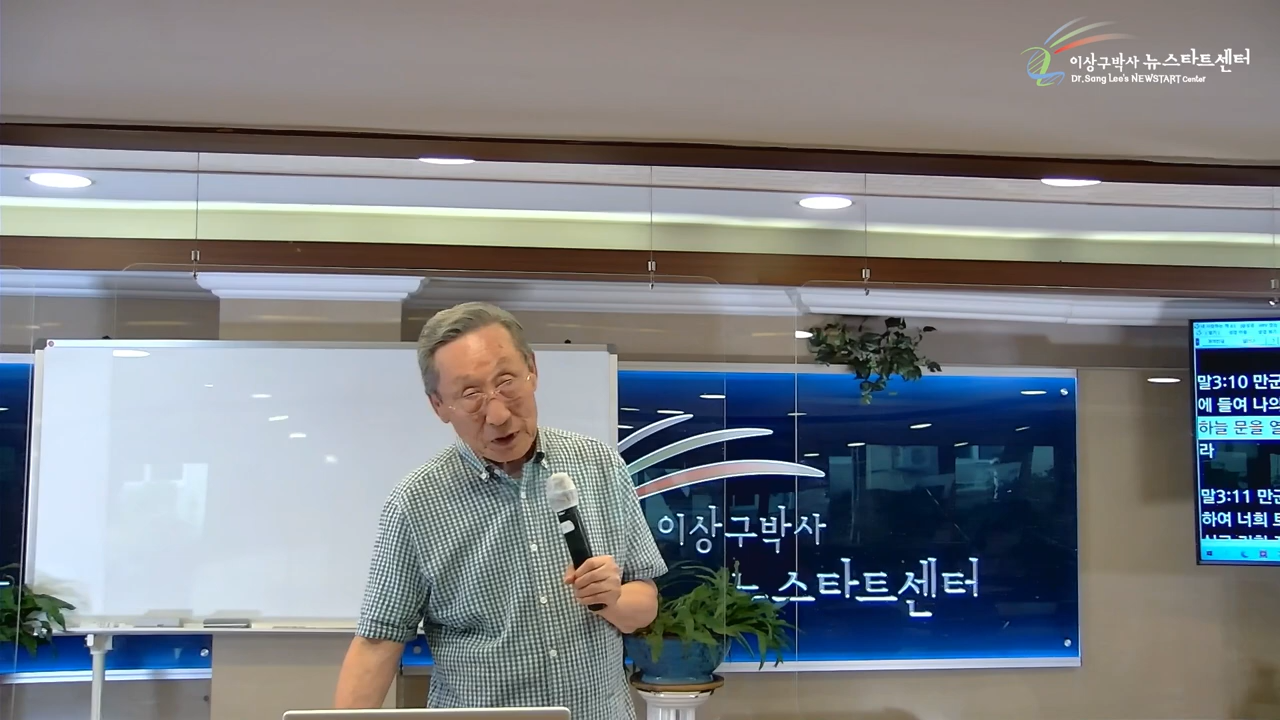 이상구박사 뉴스타트센터
Dr. Sang Lee's NEWSTART Center
이상구박사
뉴스타트센터
말3:10 만군
에 들여 나의
하늘 문을 열
라
말3:11 만군
하여 너희